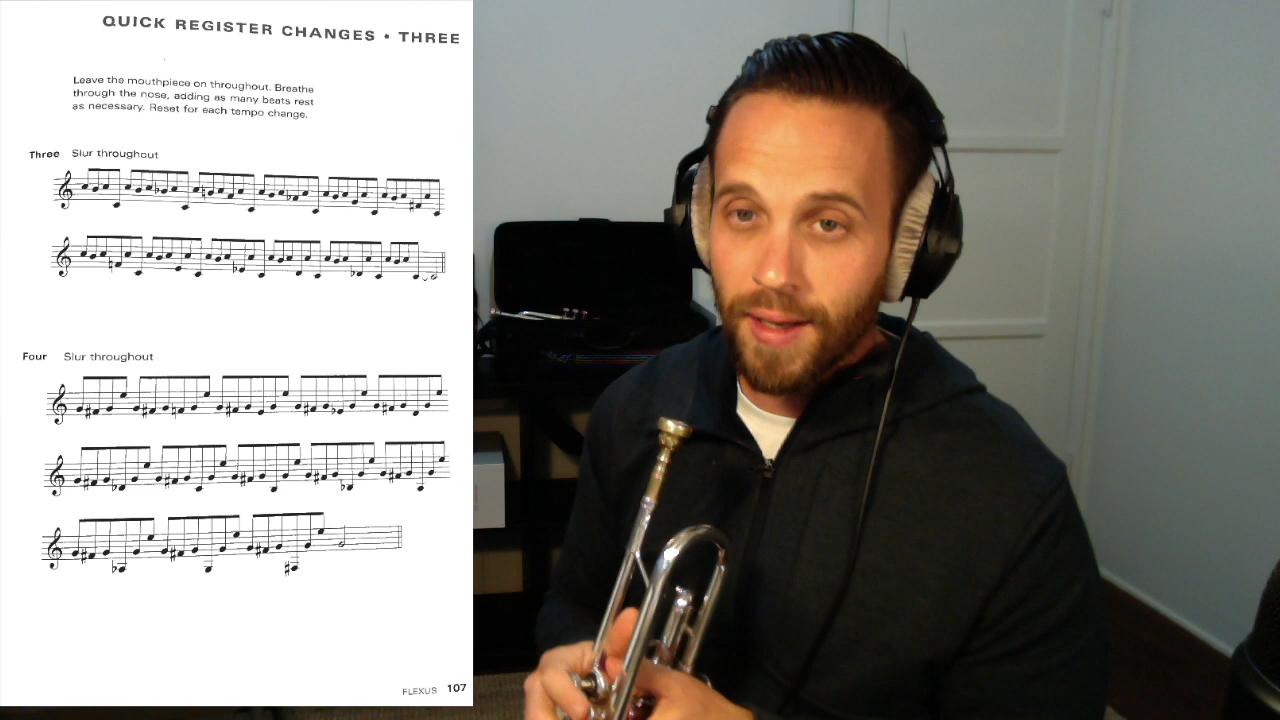 QUICK REGISTER CHANGES • THREE
Leave the mouthpiece on throughout. Breathe
through the nose, adding as many beats rest
as necessary. Reset for each tempo change.
Three Slur throughout
Four Slur throughout
FLEXUS 107